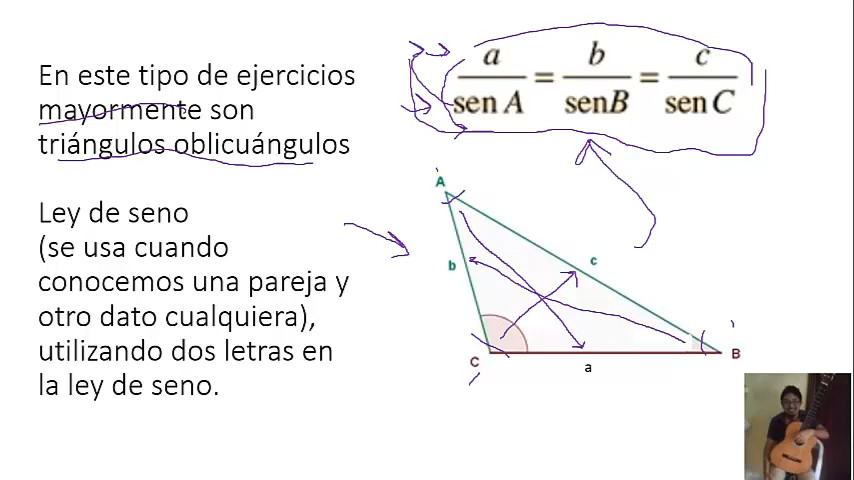 En este tipo de ejercicios
mayormente son
triángulos oblicuángulos
Ley de seno
(se usa cuando
conocemos una pareja y
otro dato cualquiera),
utilizando dos letras en
la ley de seno.
a/sen A = b/senB = c/sen C
A
b
c
C
B
a